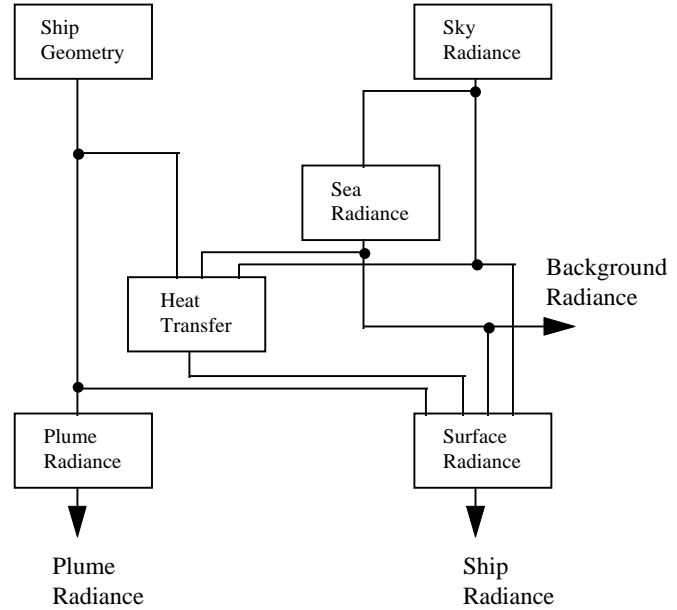 Ship
Geometry
Sky
Radiance
Sea
Radiance
Background
Radiance
Heat
Transfer
Plume
Radiance
Surface
Radiance
Plume
Radiance
Ship
Radiance